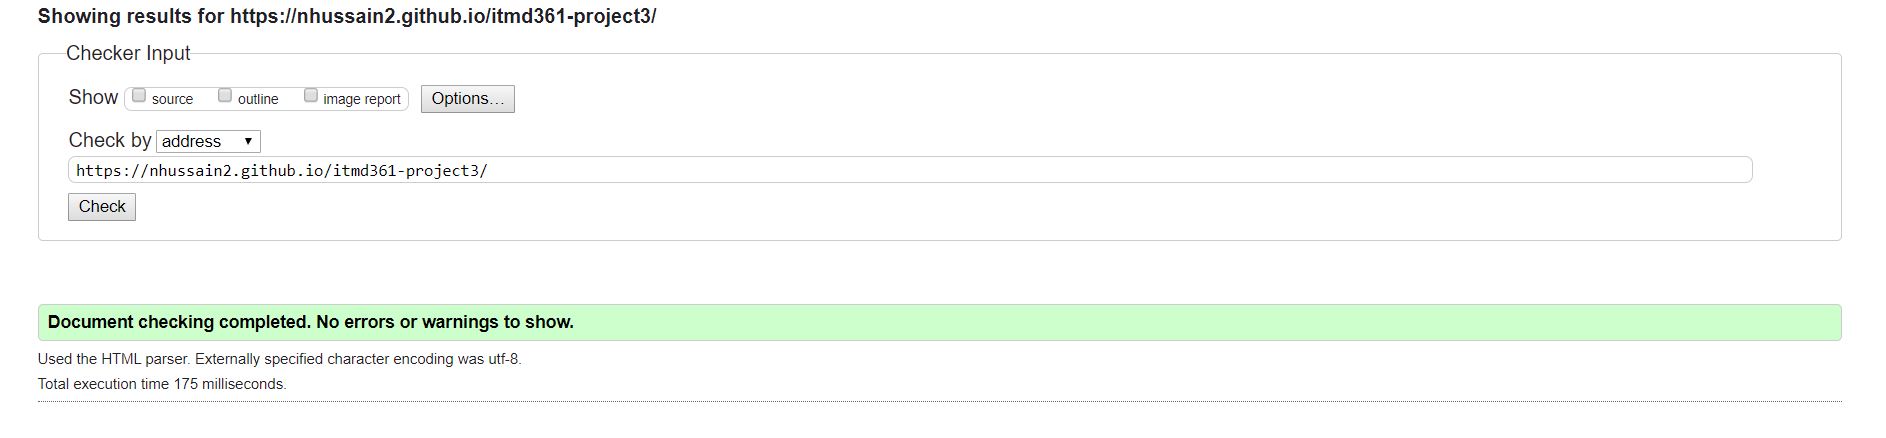 Showing results for https://nhussain2.github.io/itmd361-project3/
Checker Input
Show source outline image report Options...
Check by address
https://nhussain2.github.io/itmd361-project3/
Check
Document checking completed. No errors or warnings to show.
Used the HTML parser. Externally specified character encoding was utf-8.
Total execution time 175 milliseconds.